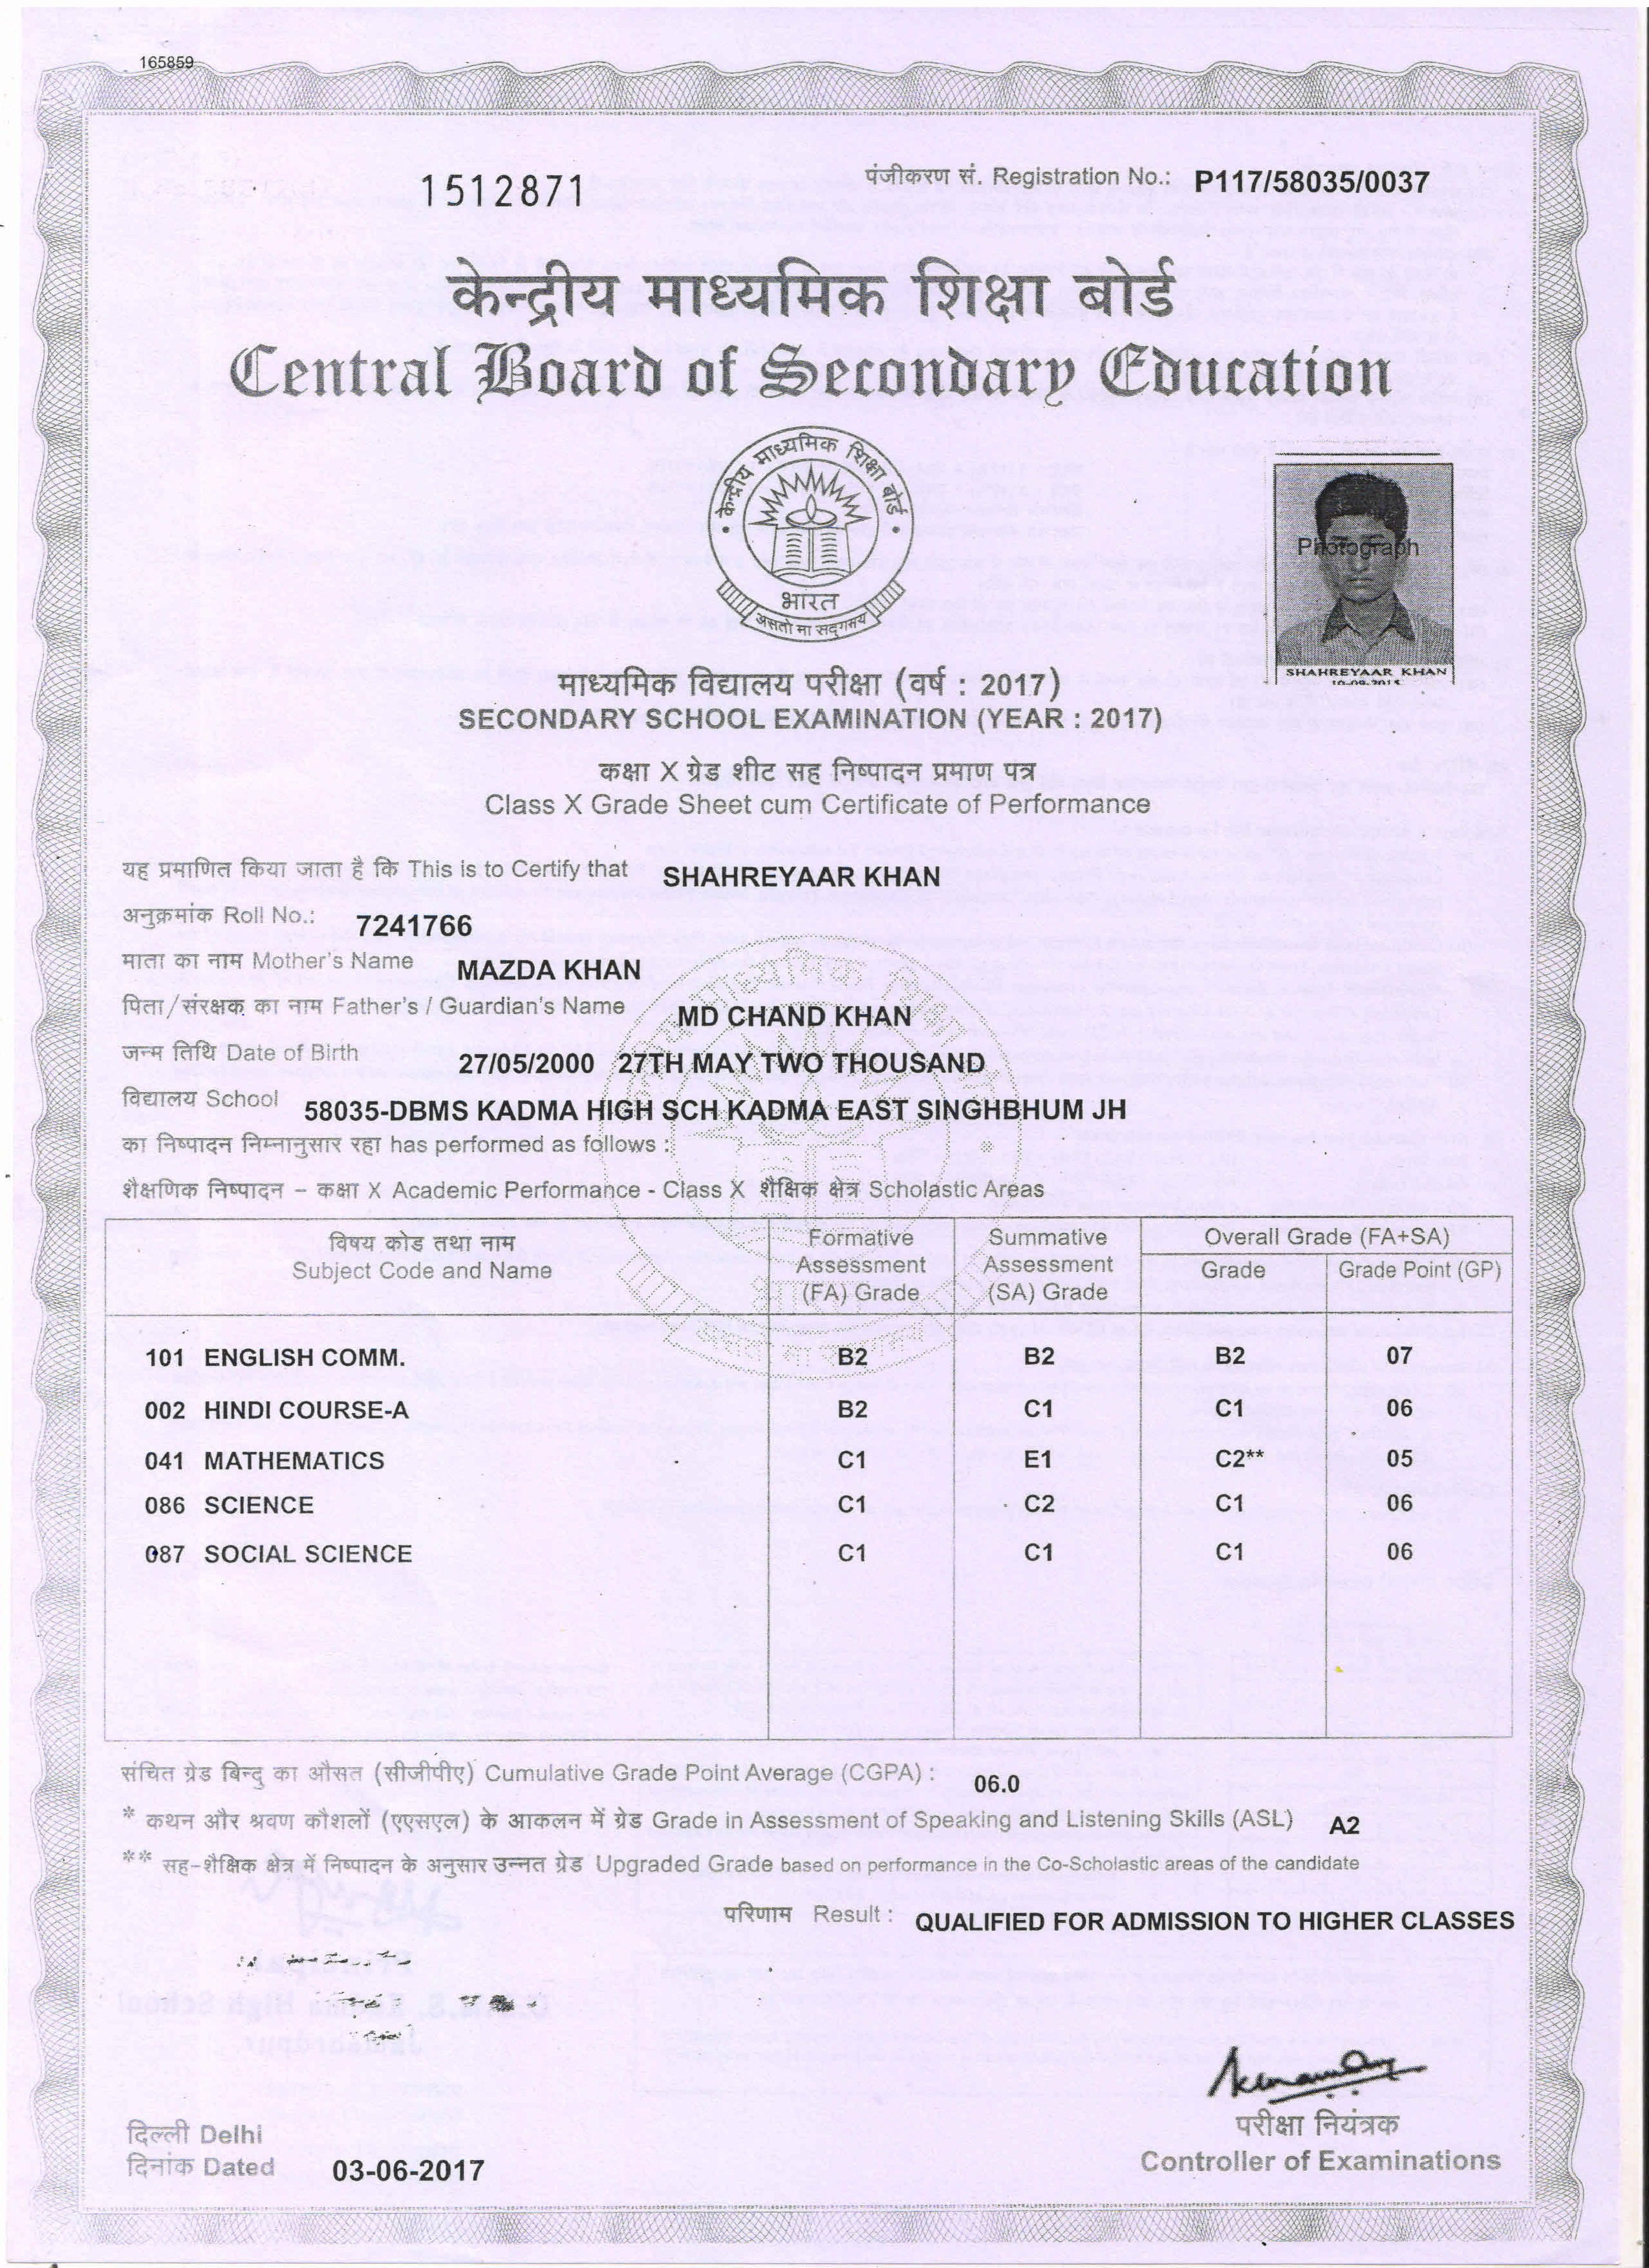 165859
1512871
पंजीकरण सं. Registration No.: P117/58035/0037
केन्द्रीय माध्यमिक शिक्षा बोर्ड
Central Board of Secondary Education
केन्द्रीय माध्यमिक शिक्षा बोर्ड
भारत
असतो मा सद्गमय
Photograph
SHAHREYAAR KHAN
10-09-2015
माध्यमिक विद्यालय परीक्षा (वर्ष : 2017)
SECONDARY SCHOOL EXAMINATION (YEAR : 2017)
कक्षा X ग्रेड शीट सह निष्पादन प्रमाण पत्र
Class X Grade Sheet cum Certificate of Performance
यह प्रमाणित किया जाता है कि This is to Certify that SHAHREYAAR KHAN
अनुक्रमांक Roll No.: 7241766
माता का नाम Mother's Name MAZDA KHAN
पिता/संरक्षक का नाम Father's / Guardian's Name MD CHAND KHAN
जन्म तिथि Date of Birth 27/05/2000 27TH MAY TWO THOUSAND
विद्यालय School 58035-DBMS KADMA HIGH SCH KADMA EAST SINGHBHUM JH
का निष्पादन निम्नानुसार रहा has performed as follows :
शैक्षणिक निष्पादन – कक्षा X Academic Performance - Class X शैक्षिक क्षेत्र Scholastic Areas
विषय कोड तथा नाम
Subject Code and Name
Formative Assessment (FA) Grade
Summative Assessment (SA) Grade
Overall Grade (FA+SA)
Grade Grade Point (GP)
101 ENGLISH COMM. B2 B2 B2 07
002 HINDI COURSE-A B2 C1 C1 06
041 MATHEMATICS C1 E1 C2** 05
086 SCIENCE C1 C2 C1 06
087 SOCIAL SCIENCE C1 C1 C1 06
संचित ग्रेड बिन्दु का औसत (सीजीपीए) Cumulative Grade Point Average (CGPA) : 06.0
* कथन और श्रवण कौशलों (एएसएल) के आकलन में ग्रेड Grade in Assessment of Speaking and Listening Skills (ASL) A2
** सह-शैक्षिक क्षेत्र में निष्पादन के अनुसार उन्नत ग्रेड Upgraded Grade based on performance in the Co-Scholastic areas of the candidate
परिणाम Result : QUALIFIED FOR ADMISSION TO HIGHER CLASSES
परीक्षा नियंत्रक
Controller of Examinations
दिल्ली Delhi
दिनांक Dated 03-06-2017